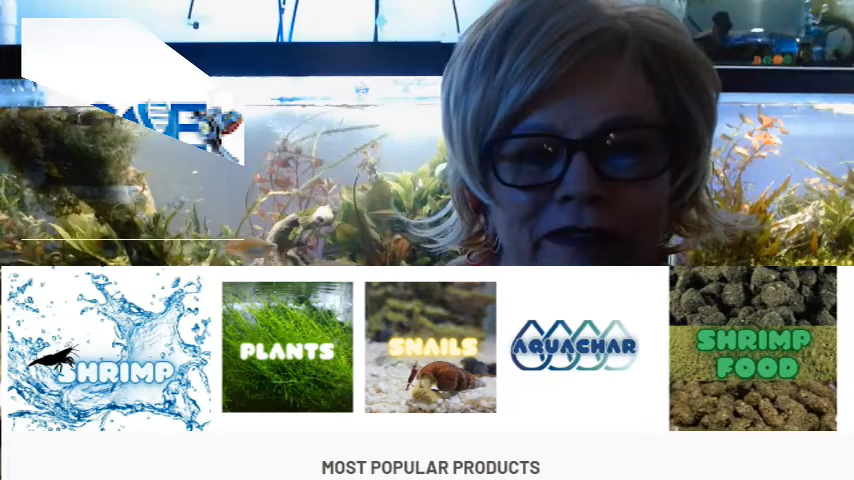 SHRIMP
PLANTS
SNAILS
AQUACHAR
SHRIMP
FOOD
MOST POPULAR PRODUCTS